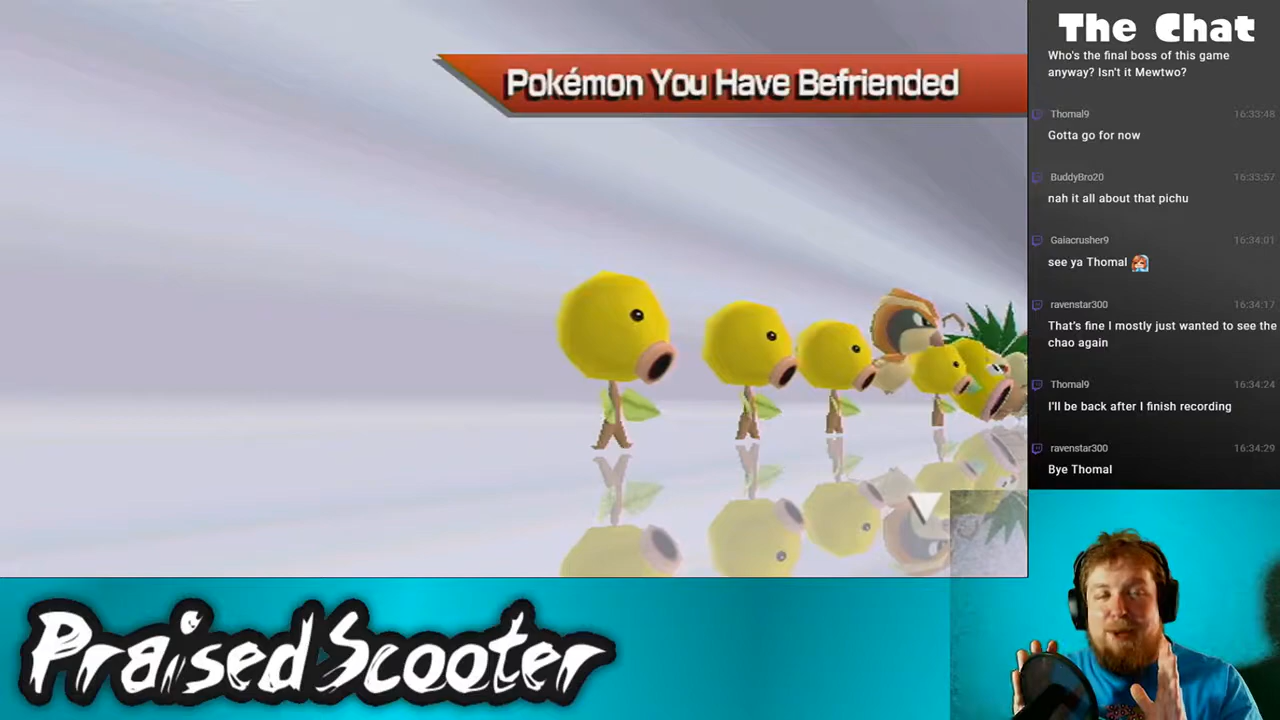 Pokémon You Have Befriended
The Chat
Who's the final boss of this game
anyway? Isn't it Mewtwo?
Thomal9 16:33:48
Gotta go for now
BuddyBro20 16:33:57
nah it all about that pichu
Gaiacrusher9 16:34:01
see ya Thomal
ravenstar300 16:34:17
That's fine I mostly just wanted to see the
chao again
Thomal9 16:34:24
I'll be back after I finish recording
ravenstar300 16:34:29
Bye Thomal
PraisedScooter